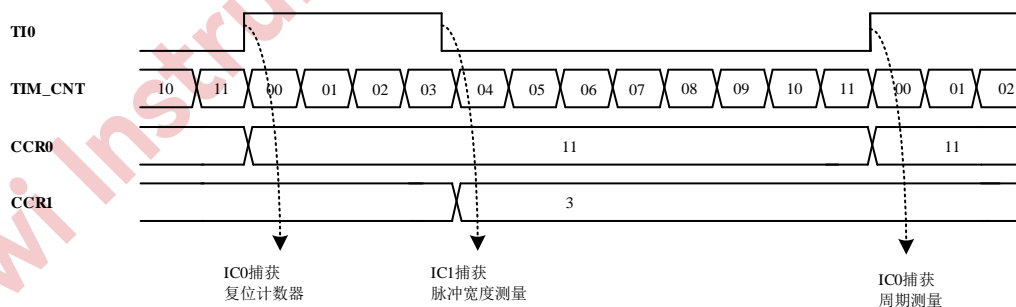 TI0
TIM_CNT 10 11 00 01 02 03 04 05 06 07 08 09 10 11 00 01 02
CCR0 11 11
CCR1 3
IC0捕获
复位计数器
IC1捕获
脉冲宽度测量
IC0捕获
周期测量
wi Instru